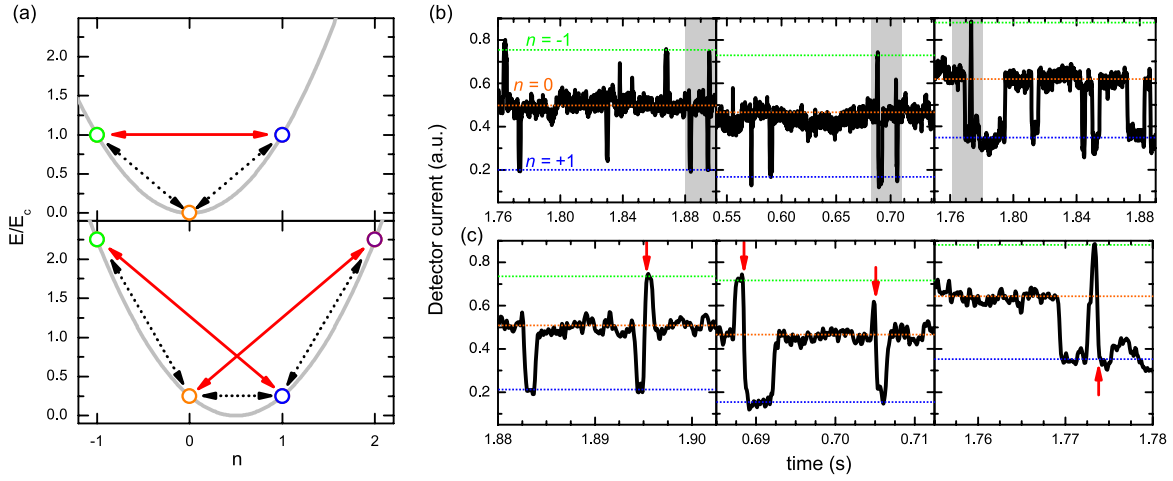 (a)
(b)
2.0
1.5
1.0
0.5
0.0
2.0
1.5
1.0
0.5
0.0
E/E_c
-1 0 1 2
n
0.8
0.6
0.4
0.2
n = -1
n = 0
n = +1
1.76 1.80 1.84 1.88
0.55 0.65 0.70
1.76 1.80 1.84 1.88
(c)
Detector current (a.u.)
0.8
0.6
0.4
0.2
1.88 1.89 1.90
0.69 0.70 0.71
1.76 1.77 1.78
time (s)